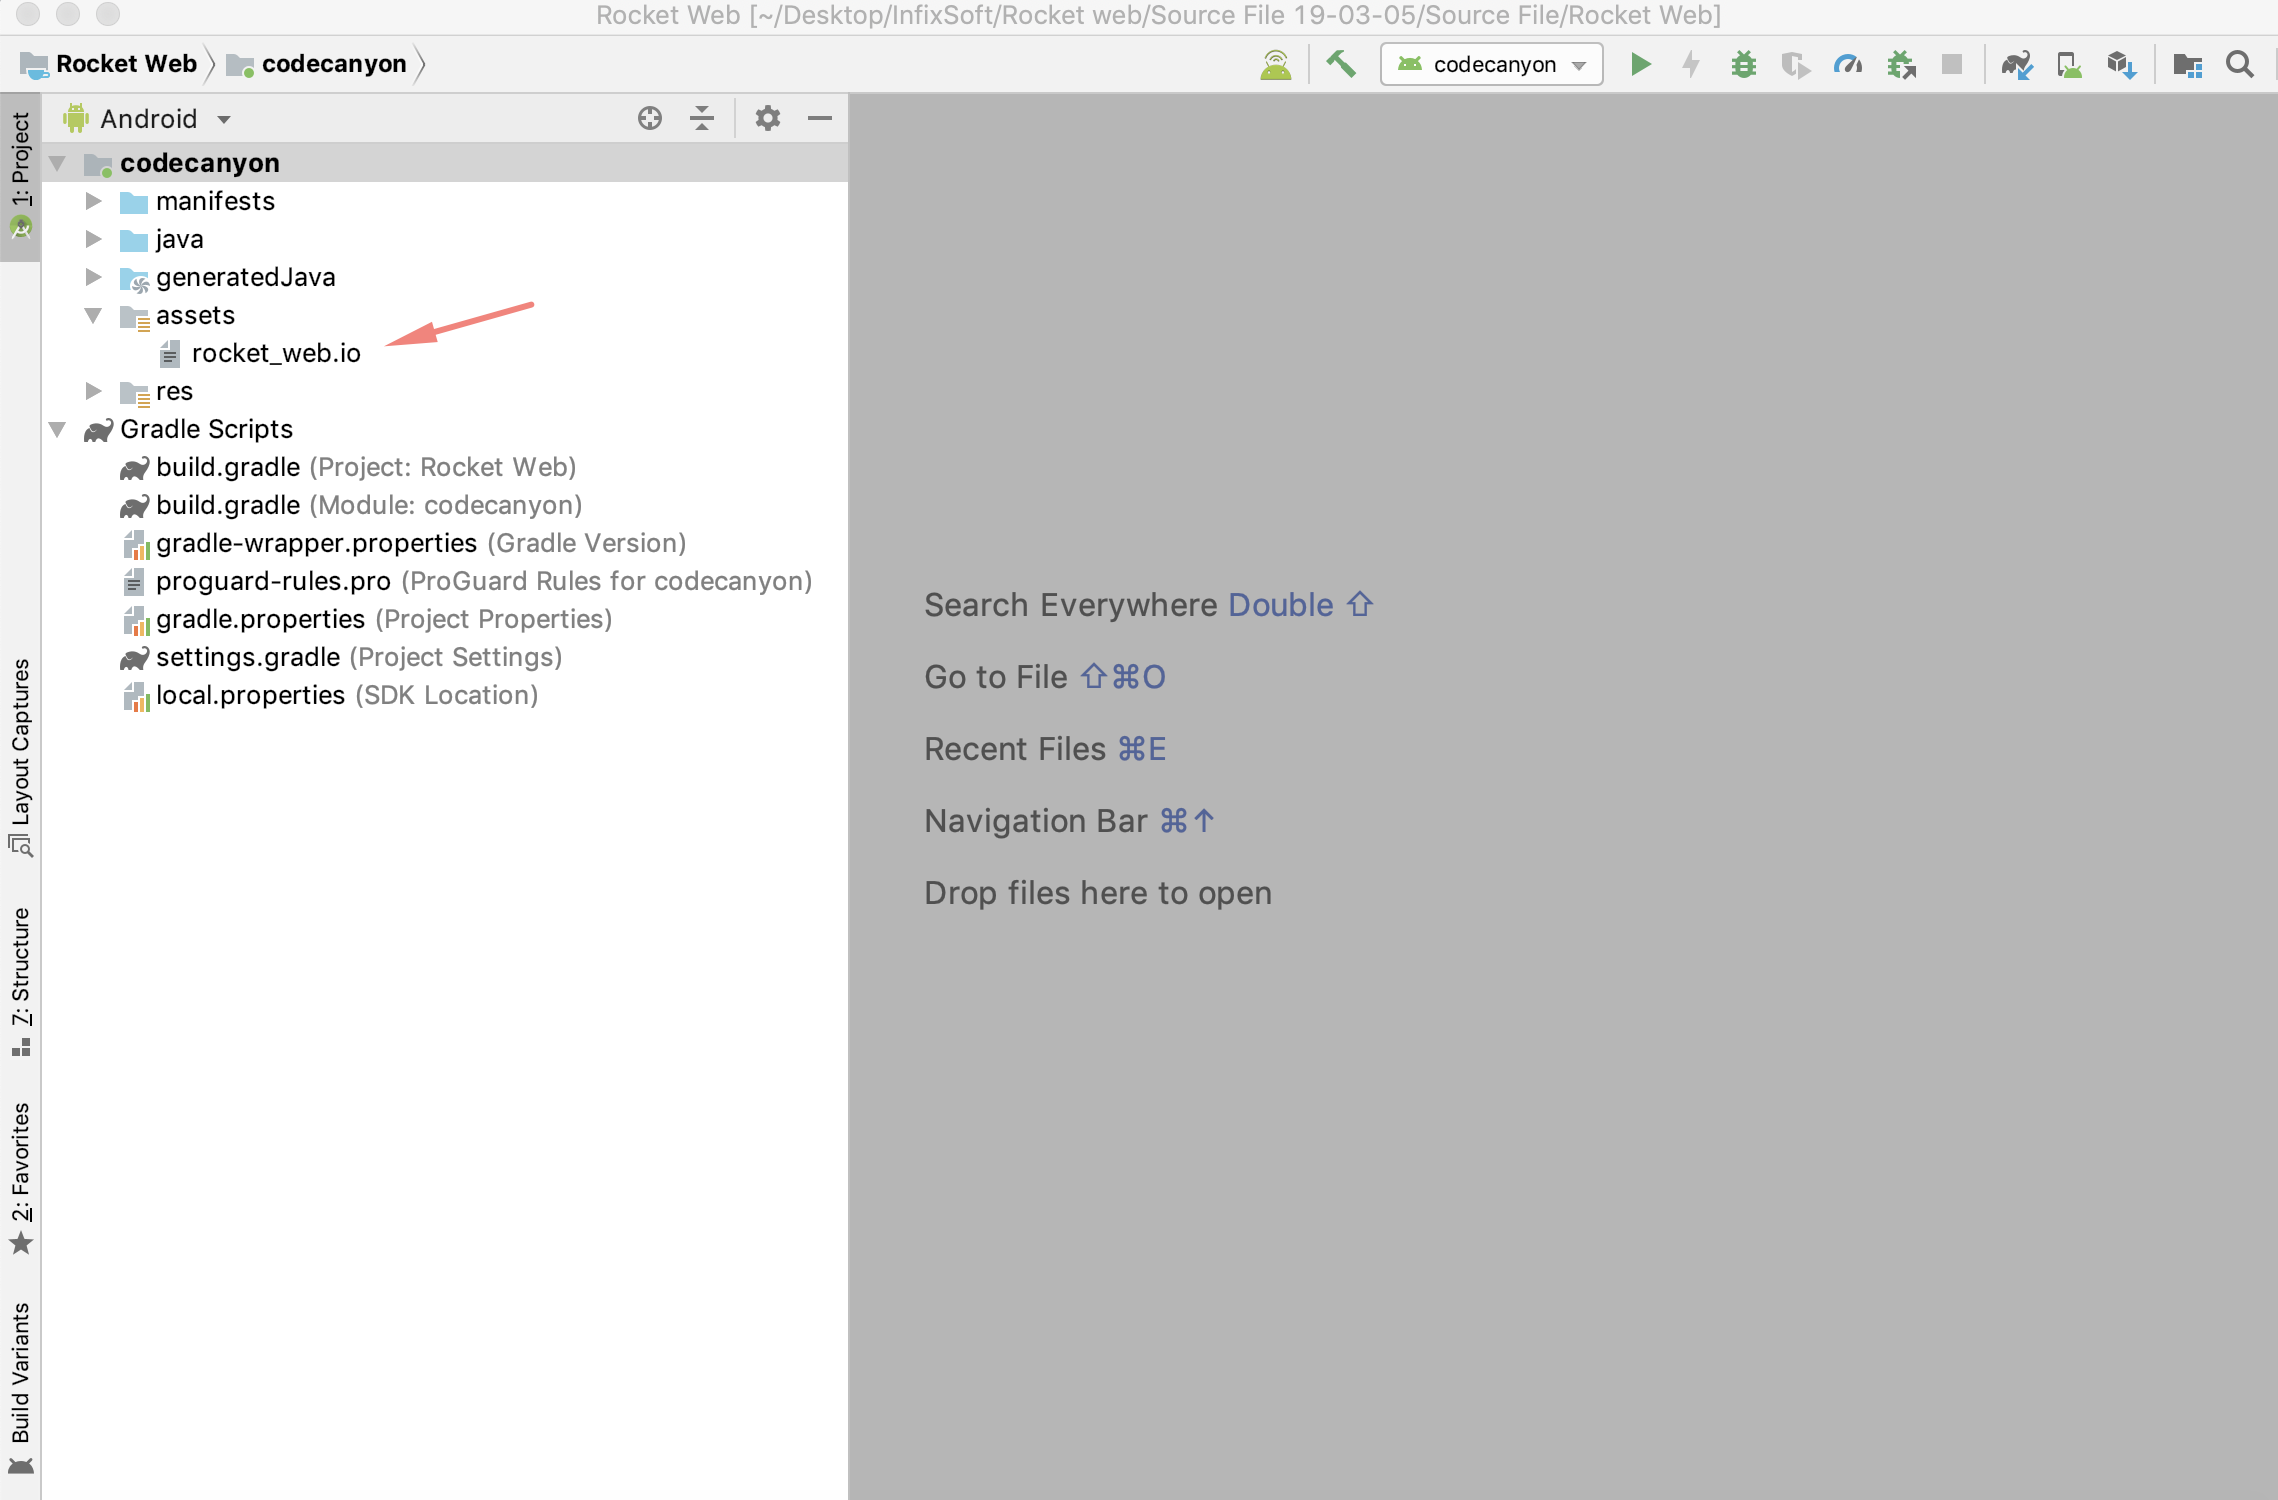 Rocket Web [~/Desktop/InfixSoft/Rocket web/Source File 19-03-05/Source File/Rocket Web]
Rocket Web codecanyon
codecanyon
1: Project
Android
codecanyon
manifests
java
generatedJava
assets
rocket_web.io
res
Gradle Scripts
build.gradle (Project: Rocket Web)
build.gradle (Module: codecanyon)
gradle-wrapper.properties (Gradle Version)
proguard-rules.pro (ProGuard Rules for codecanyon)
gradle.properties (Project Properties)
settings.gradle (Project Settings)
local.properties (SDK Location)
Layout Captures
7: Structure
2: Favorites
Build Variants
Search Everywhere Double ⇧
Go to File ⇧⌘O
Recent Files ⌘E
Navigation Bar ⌘↑
Drop files here to open